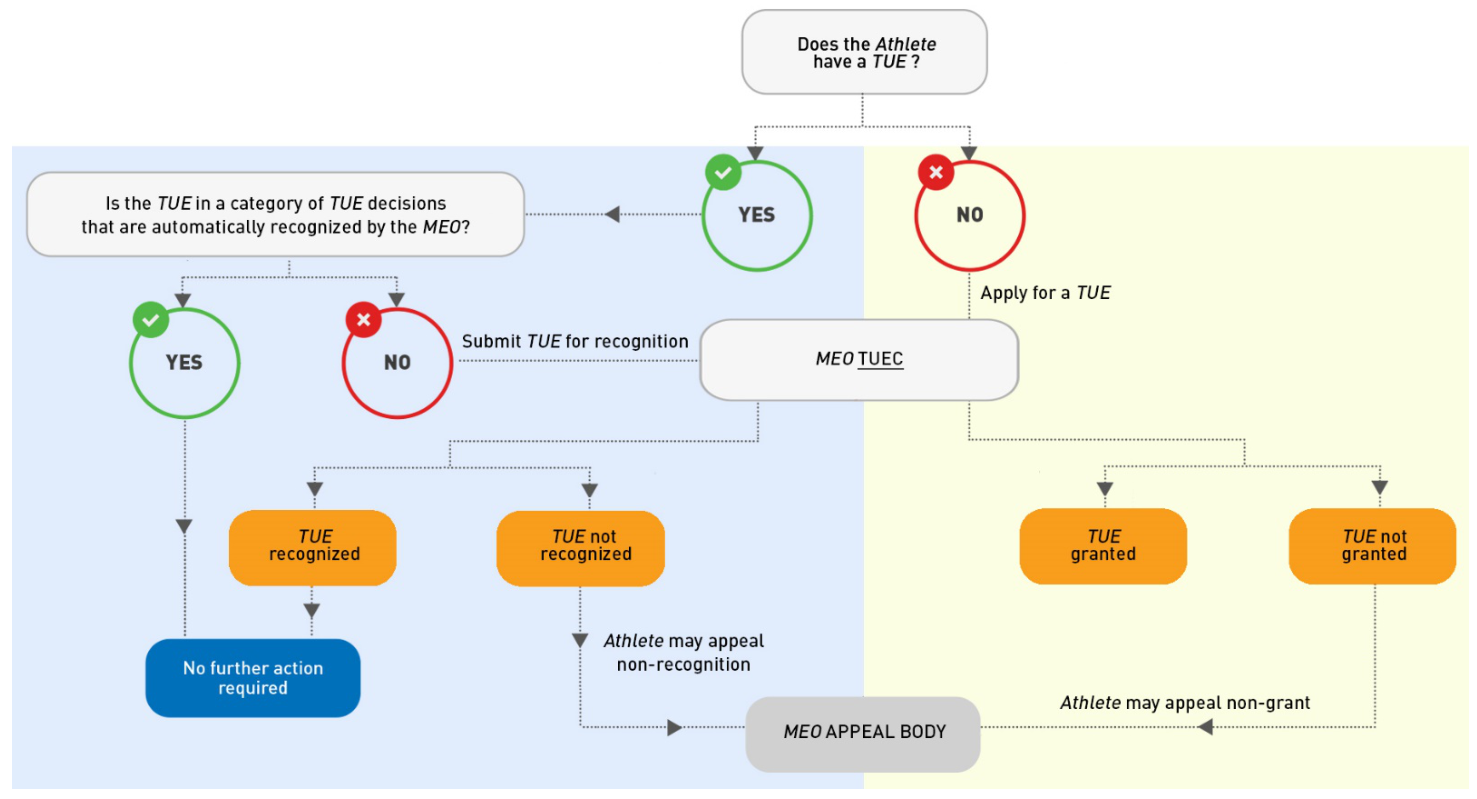 Does the Athlete
have a TUE ?
YES
NO
Is the TUE in a category of TUE decisions
that are automatically recognized by the MEO?
Apply for a TUE
YES
NO
Submit TUE for recognition
MEO TUEC
TUE
recognized
TUE not
recognized
TUE
granted
TUE not
granted
Athlete may appeal
non-recognition
No further action
required
Athlete may appeal non-grant
MEO APPEAL BODY